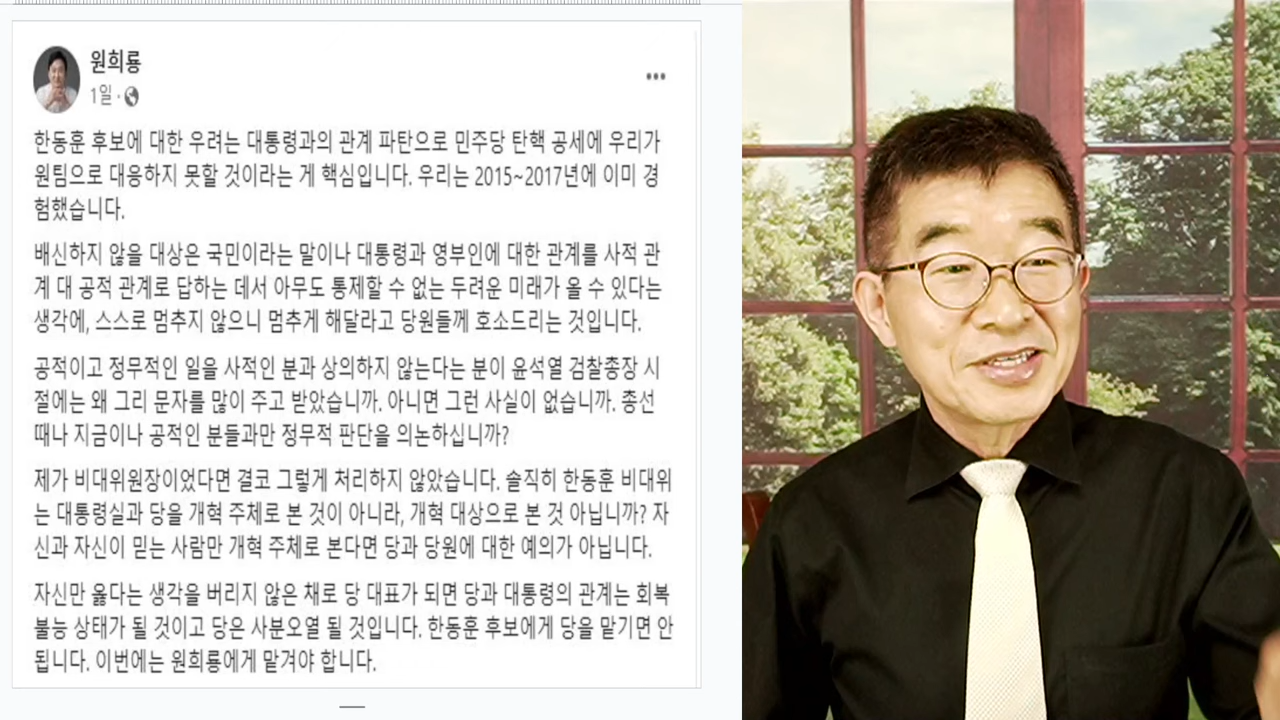 원희룡
1일 ·
한동훈 후보에 대한 우려는 대통령과의 관계 파탄으로 민주당 탄핵 공세에 우리가
원팀으로 대응하지 못할 것이라는 게 핵심입니다. 우리는 2015~2017년에 이미 경
험했습니다.
배신하지 않을 대상은 국민이라는 말이나 대통령과 영부인에 대한 관계를 사적 관
계 대 공적 관계로 답하는 데서 아무도 통제할 수 없는 두려운 미래가 올 수 있다는
생각에, 스스로 멈추지 않으니 멈추게 해달라고 당원들께 호소드리는 것입니다.
공적이고 정무적인 일을 사적인 분과 상의하지 않는다는 분이 윤석열 검찰총장 시
절에는 왜 그리 문자를 많이 주고 받았습니까. 아니면 그런 사실이 없습니까. 총선
때나 지금이나 공적인 분들과만 정무적 판단을 의논하십니까?
제가 비대위원장이었다면 결코 그렇게 처리하지 않았습니다. 솔직히 한동훈 비대위
는 대통령실과 당을 개혁 주체로 본 것이 아니라, 개혁 대상으로 본 것 아닙니까? 자
신과 자신이 믿는 사람만 개혁 주체로 본다면 당과 당원에 대한 예의가 아닙니다.
자신만 옳다는 생각을 버리지 않은 채로 당 대표가 되면 당과 대통령의 관계는 회복
불능 상태가 될 것이고 당은 사분오열 될 것입니다. 한동훈 후보에게 당을 맡기면 안
됩니다. 이번에는 원희룡에게 맡겨야 합니다.